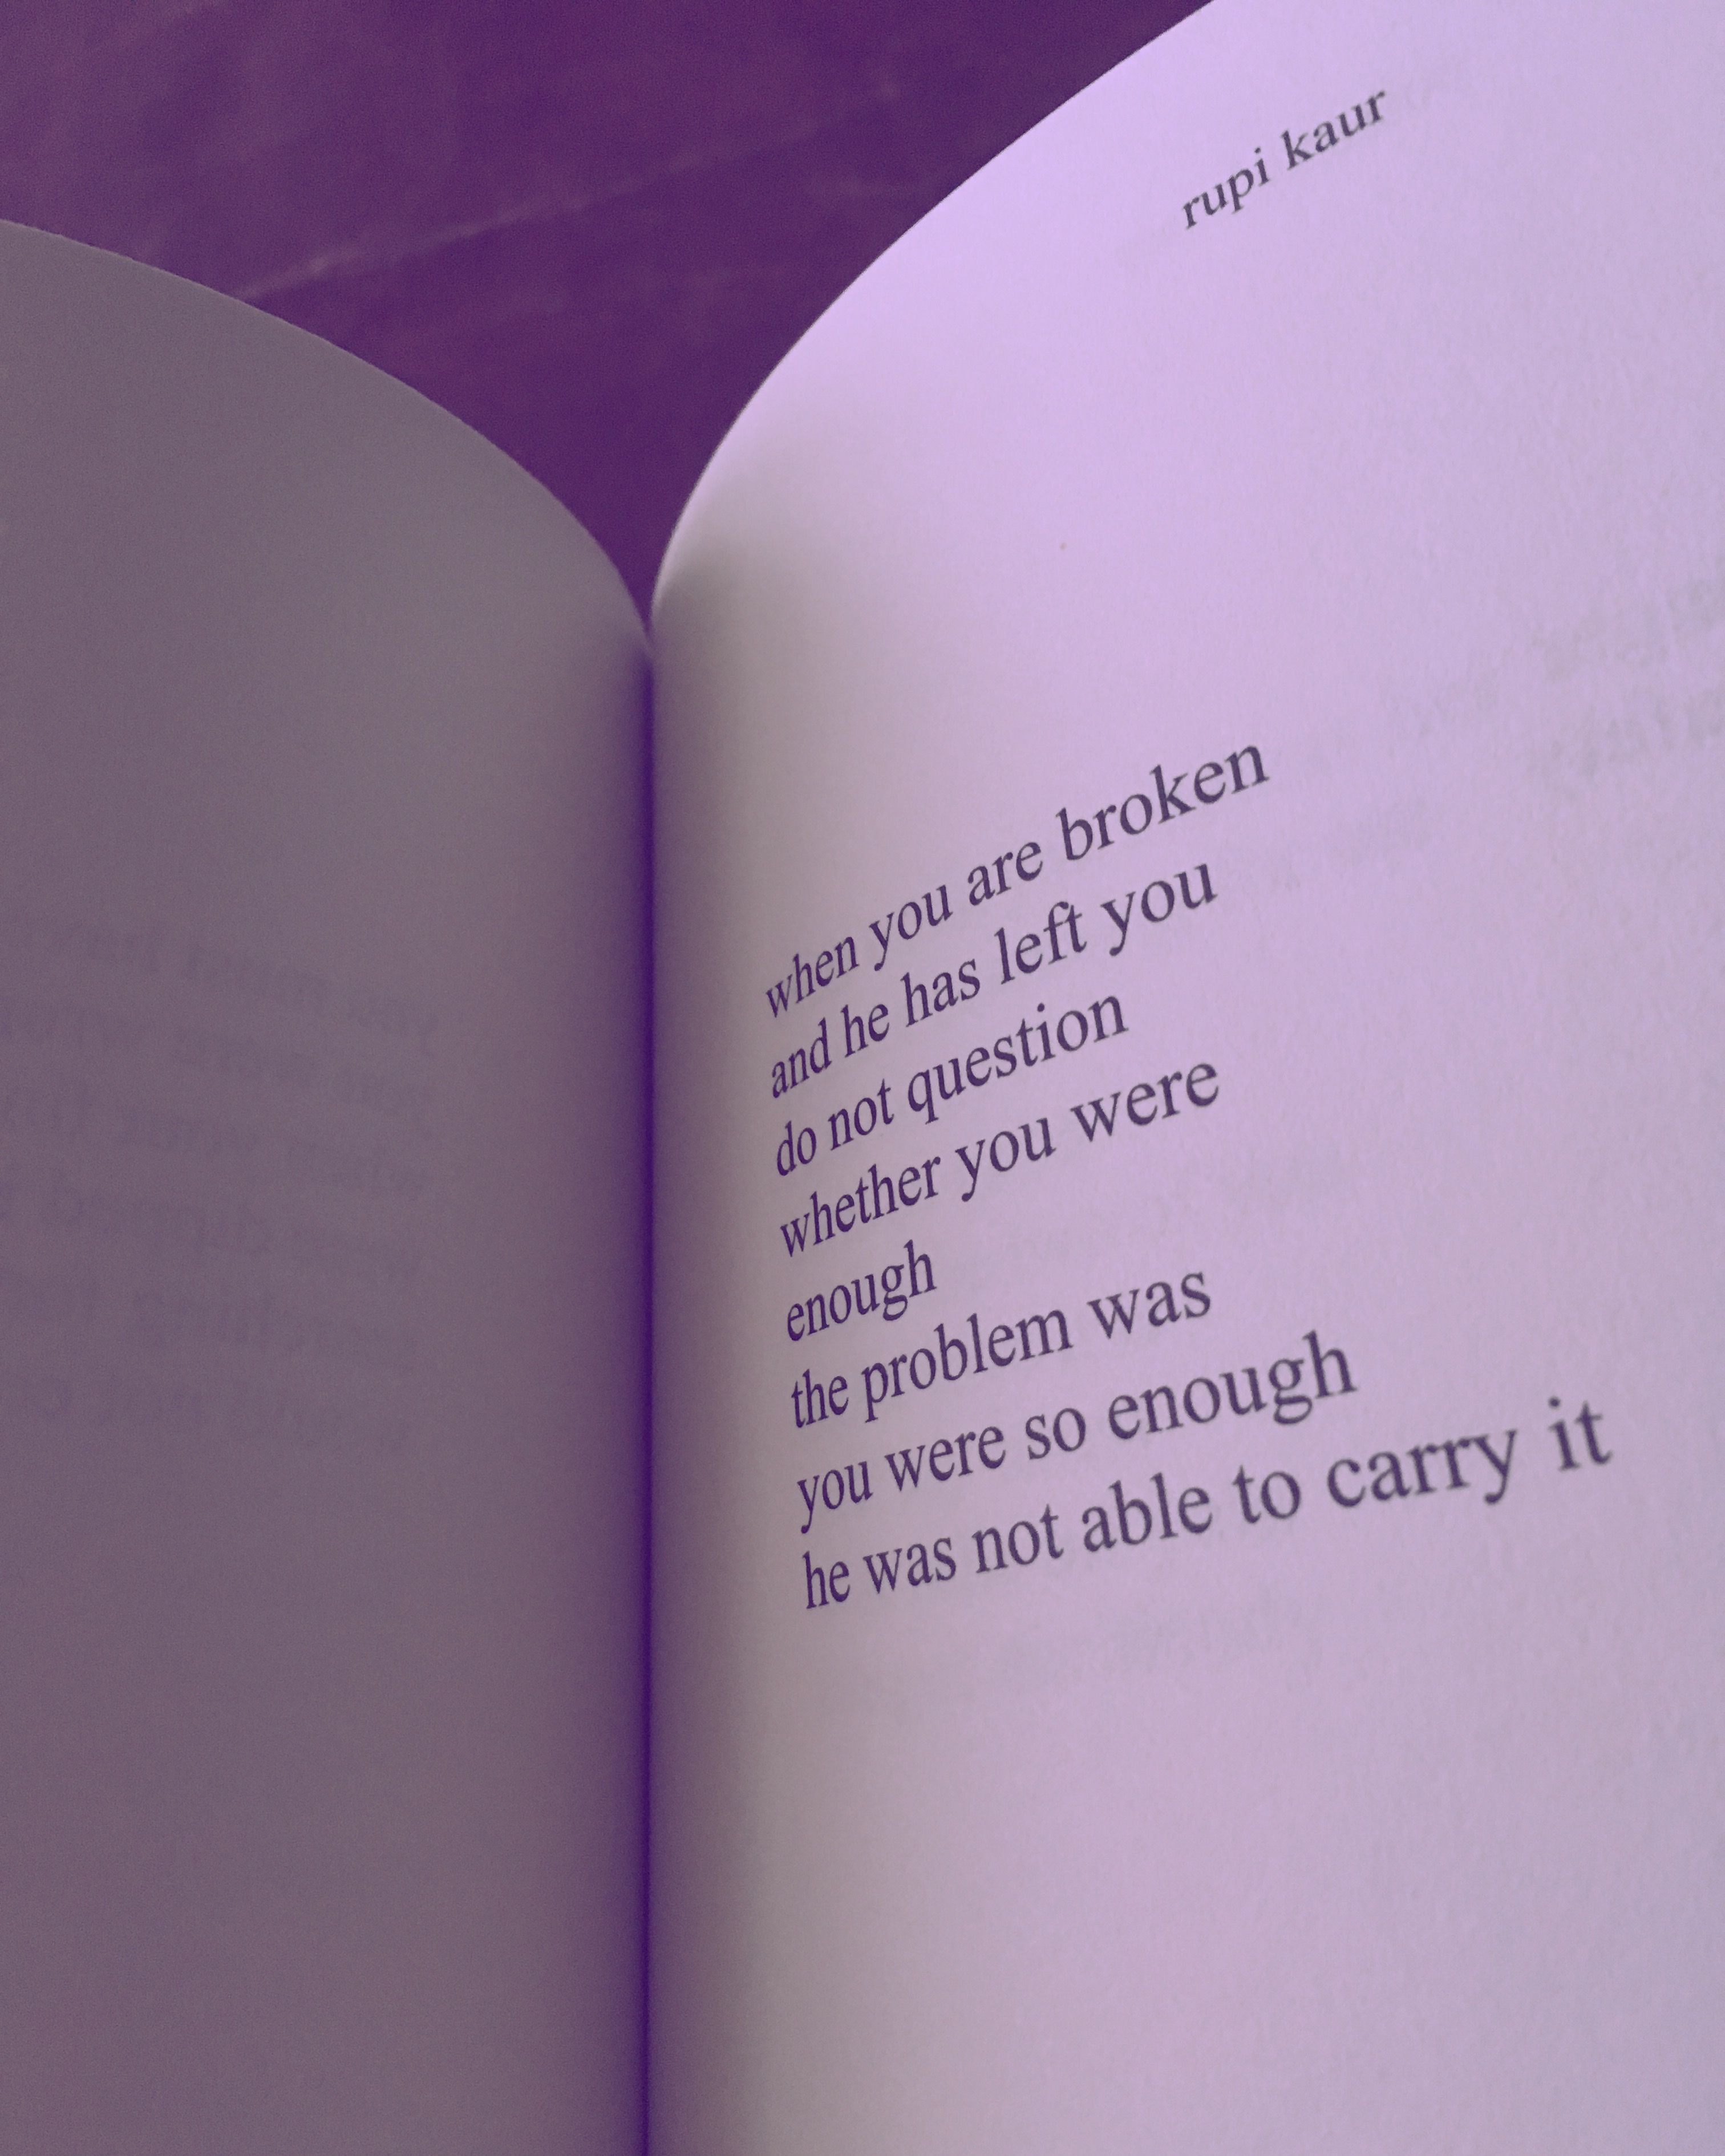 rupi kaur
when you are broken
and he has left you
do not question
whether you were
enough
the problem was
you were so enough
he was not able to carry it